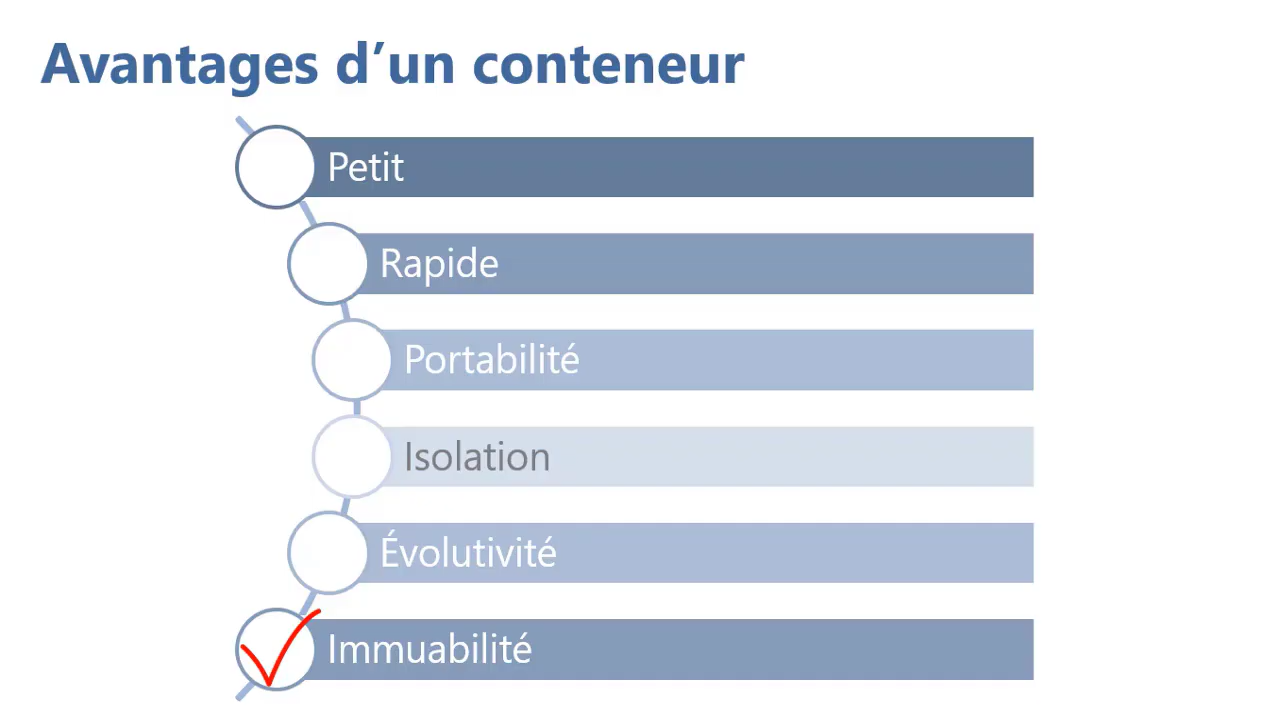 Avantages d’un conteneur
Petit
Rapide
Portabilité
Isolation
Évolutivité
Immuabilité